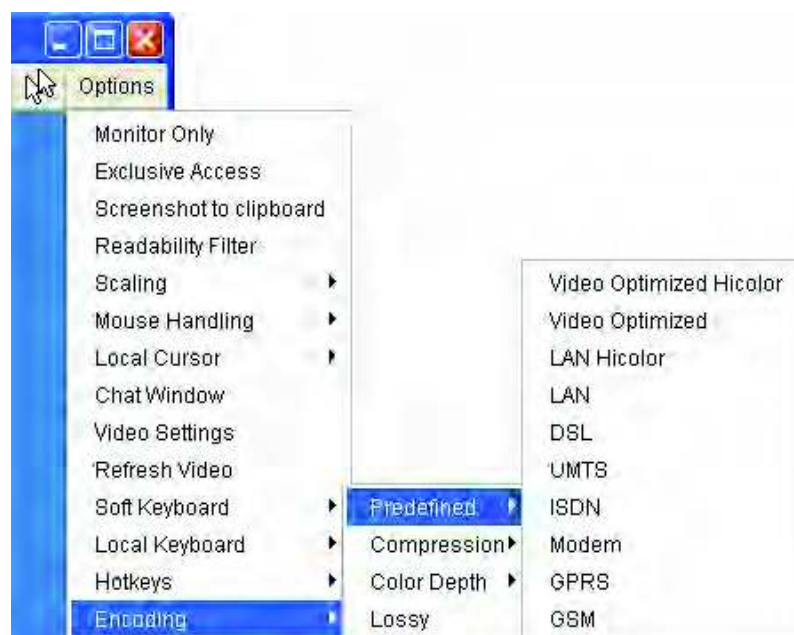 Options
Monitor Only
Exclusive Access
Screenshot to clipboard
Readability Filter
Scaling
Mouse Handling
Local Cursor
Chat Window
Video Settings
Refresh Video
Soft Keyboard
Local Keyboard
Hotkeys
Encoding
Predefined
Compression
Color Depth
Lossy
Video Optimized Hicolor
Video Optimized
LAN Hicolor
LAN
DSL
UMTS
ISDN
Modem
GPRS
GSM